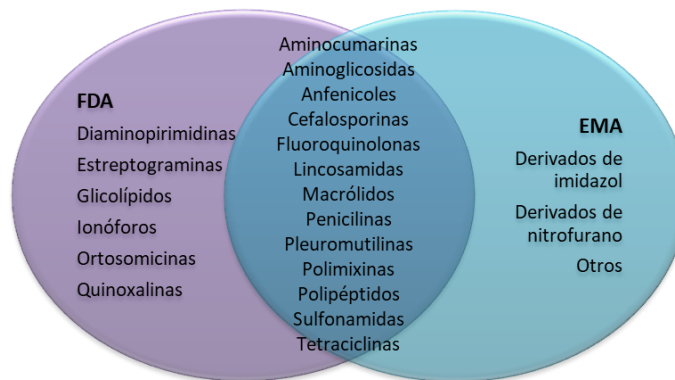 FDA
Diaminopirimidinas
Estreptograminas
Glicolípidos
Ionóforos
Ortosomicinas
Quinoxalinas
Aminocumarinas
Aminoglicosidas
Anfenicoles
Cefalosporinas
Fluoroquinolonas
Lincosamidas
Macrólidos
Penicilinas
Pleuromutilinas
Polimixinas
Polipéptidos
Sulfonamidas
Tetraciclinas
EMA
Derivados de
imidazol
Derivados de
nitrofurano
Otros